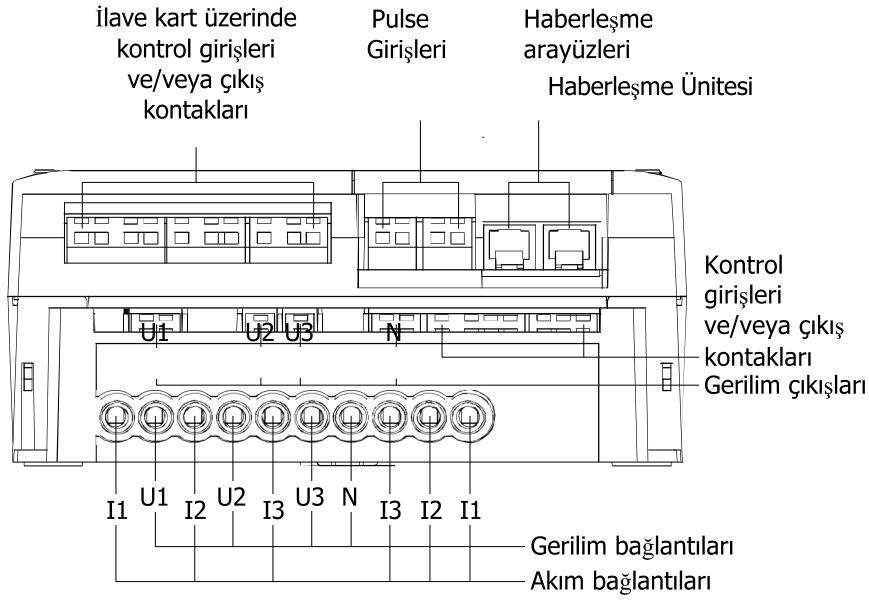 İlave kart üzerinde
kontrol girişleri
ve/veya çıkış
kontakları
Pulse
Girişleri
Haberleşme
arayüzleri
Haberleşme Ünitesi
Kontrol
girişleri
ve/veya çıkış
kontakları
Gerilim çıkışları
U1 U2 U3 N
I1 U1 I2 U2 I3 U3 N I3 I2 I1
Gerilim bağlantıları
Akım bağlantıları